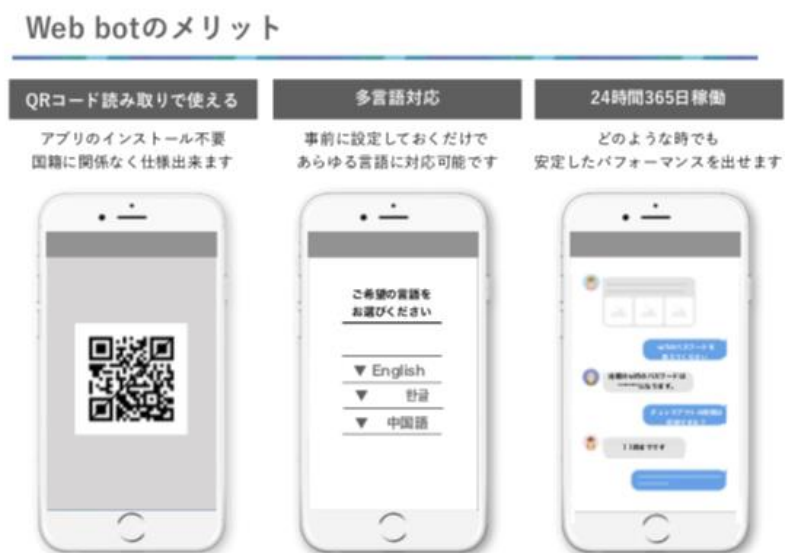 Web botのメリット
QRコード読み取りで使える
アプリのインストール不要
国籍に関係なく仕様出来ます
多言語対応
事前に設定しておくだけで
あらゆる言語に対応可能です
24時間365日稼働
どのような時でも
安定したパフォーマンスを出せます
ご希望の言語を
お選びください
▼ English
▼ 한글
▼ 中国語